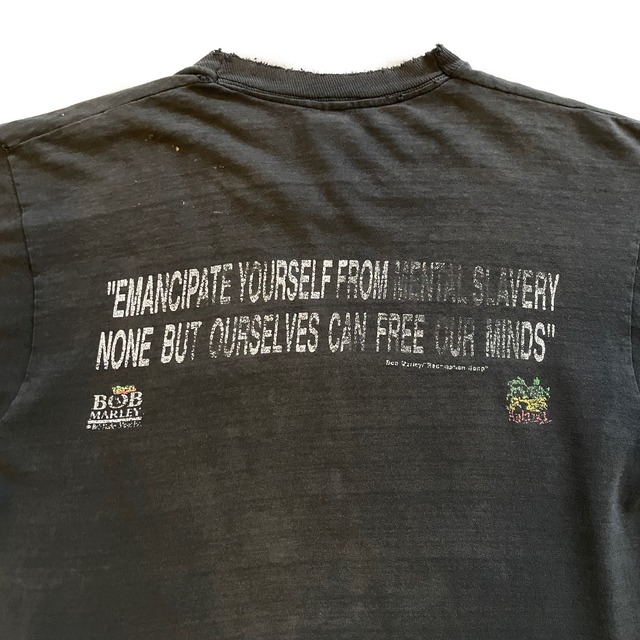 "EMANCIPATE YOURSELF FROM MENTAL SLAVERY
NONE BUT OURSELVES CAN FREE OUR MINDS"
Bob Marley/"Redemption Song"
BOB
MARLEY